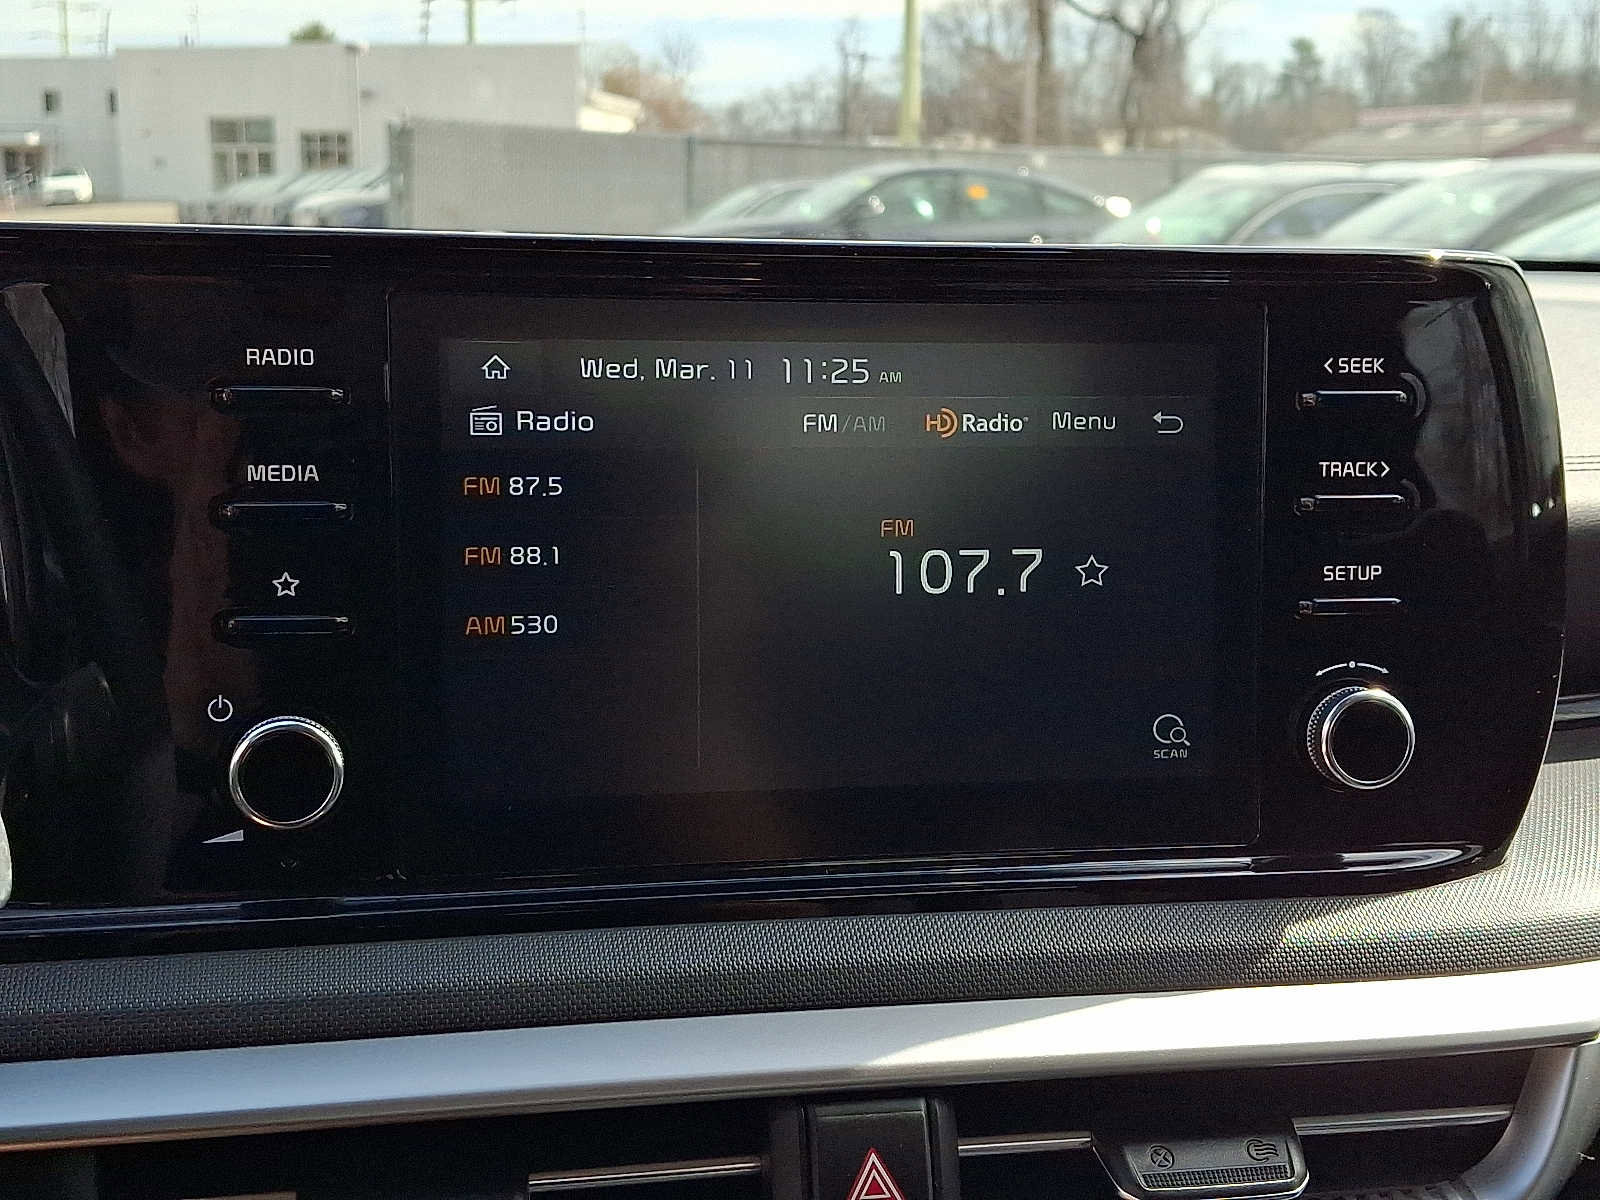 RADIO
MEDIA
Wed, Mar. 11 11:25 AM
Radio FM/AM HD Radio® Menu
FM 87.5
FM 88.1
AM 530
FM
107.7
SCAN
< SEEK
TRACK >
SETUP